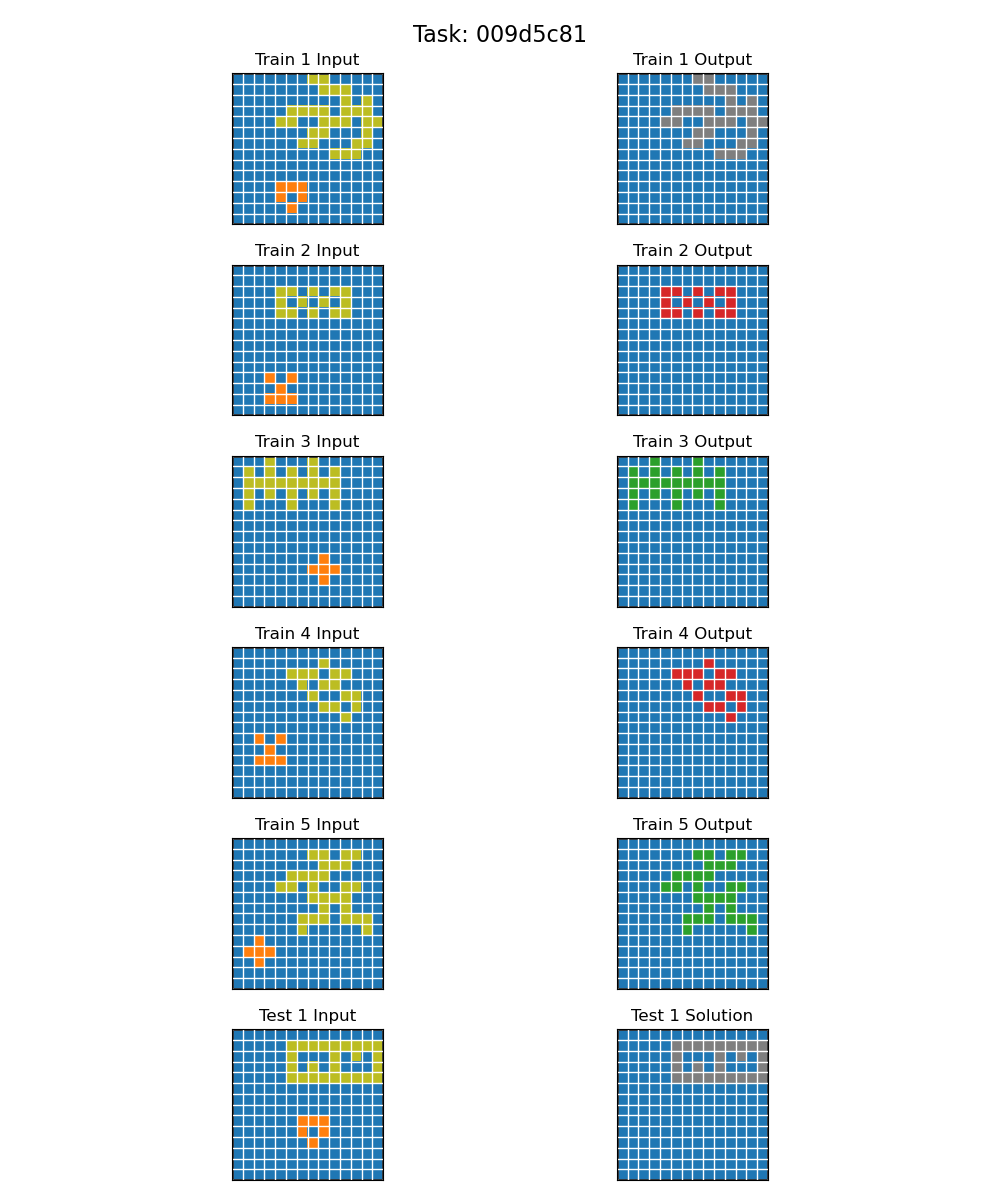 Task: 009d5c81
Train 1 Input
Train 1 Output
Train 2 Input
Train 2 Output
Train 3 Input
Train 3 Output
Train 4 Input
Train 4 Output
Train 5 Input
Train 5 Output
Test 1 Input
Test 1 Solution